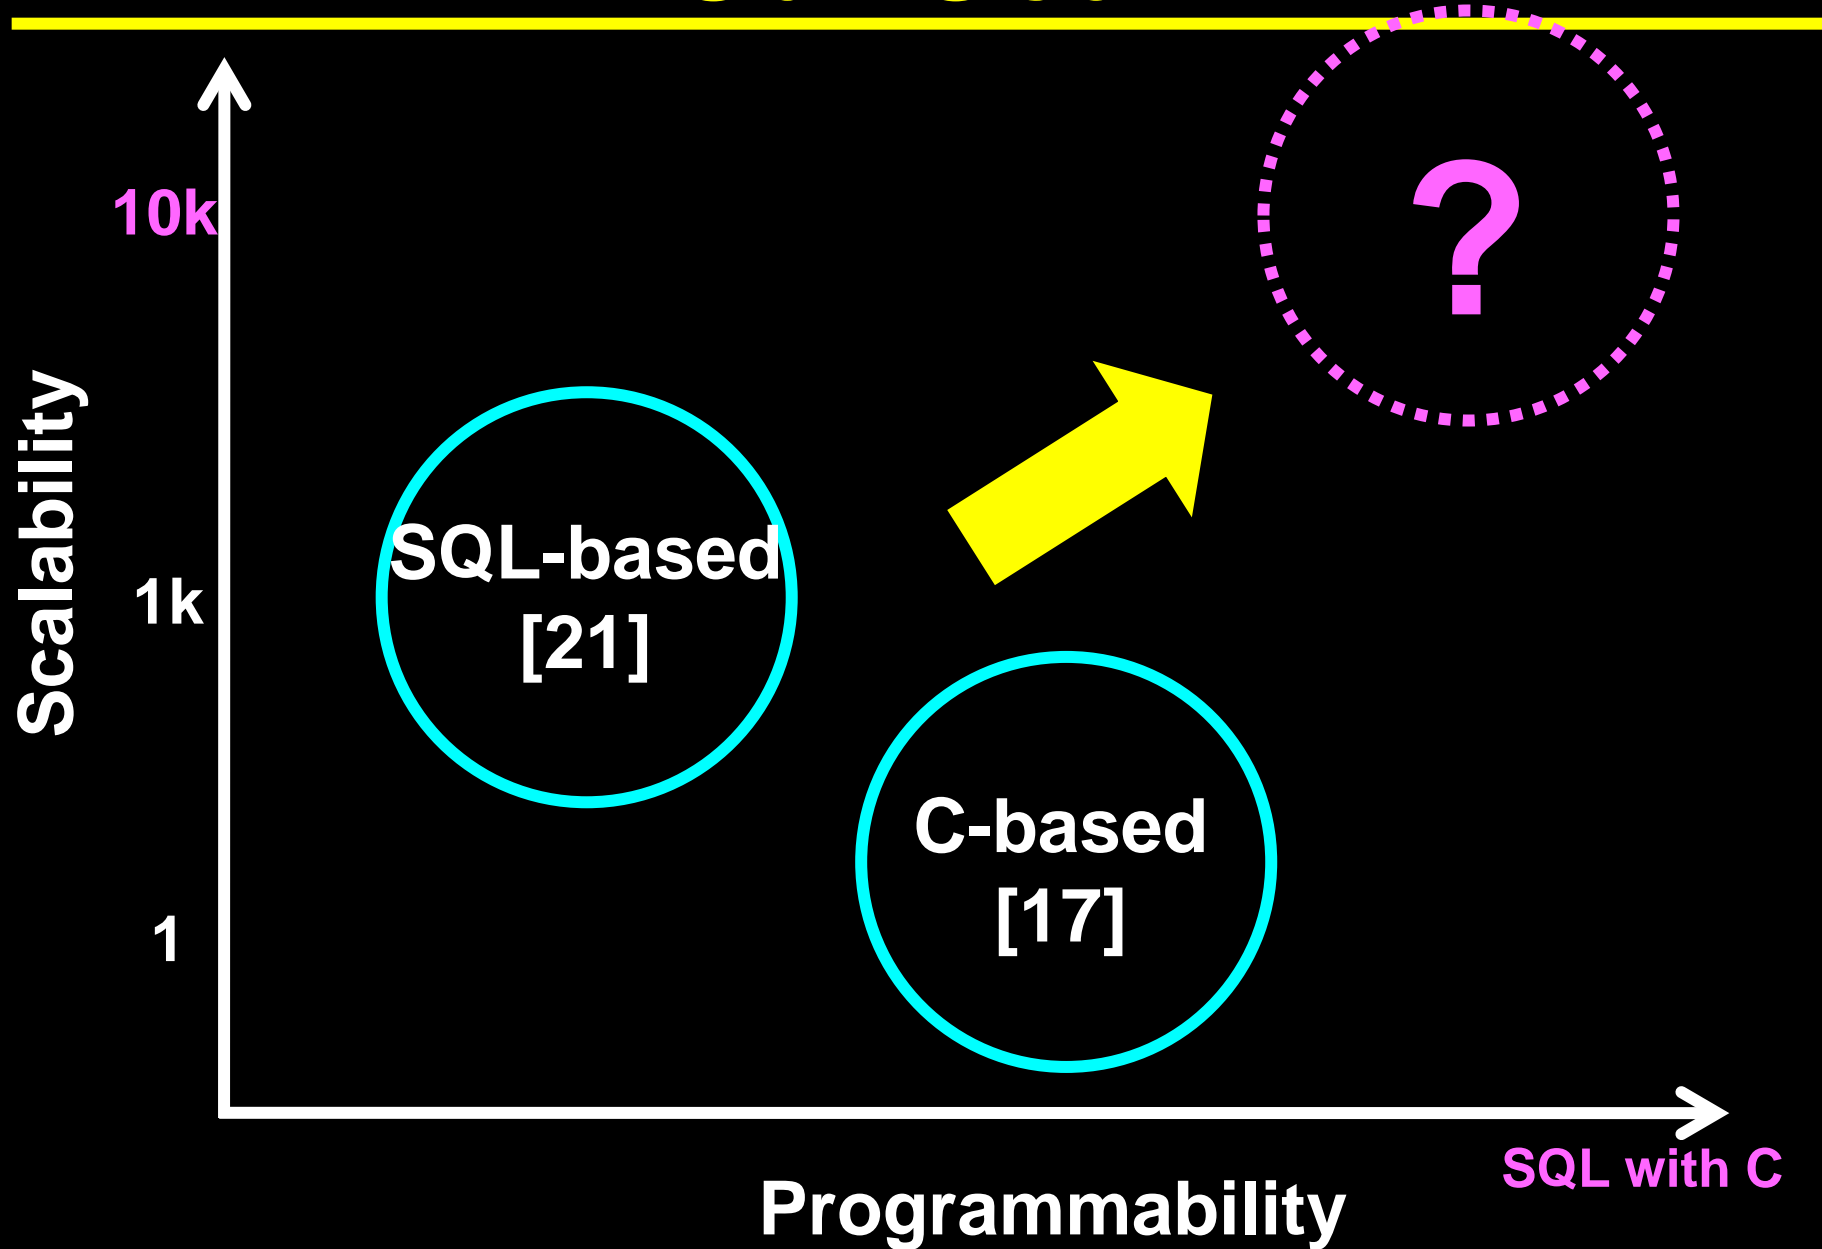 10k
?
Scalability
SQL-based
[21]
1k
C-based
[17]
1
SQL with C
Programmability